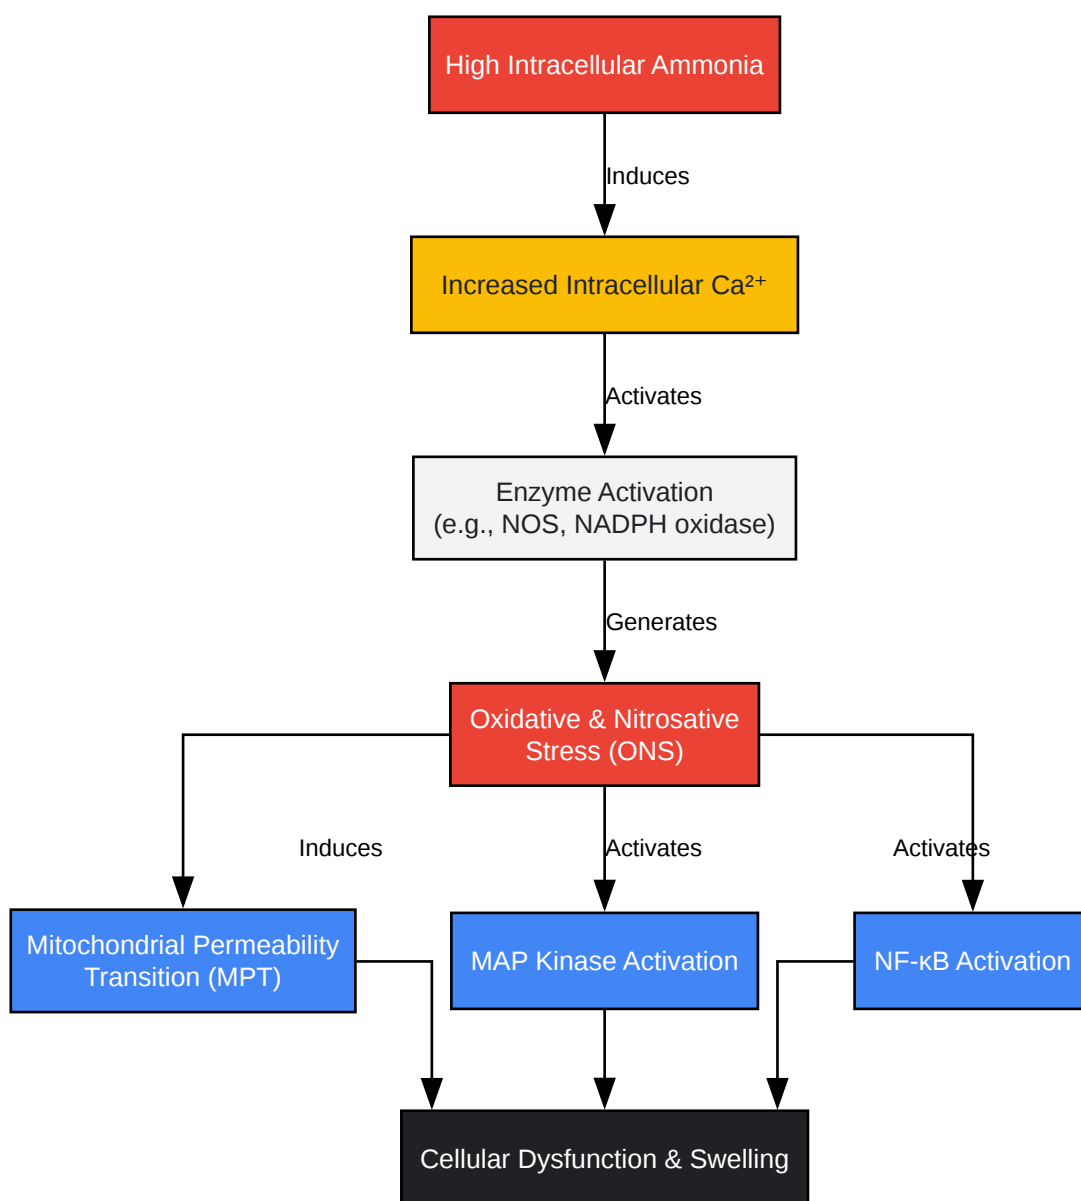 High Intracellular Ammonia
Induces
Increased Intracellular Ca²⁺
Activates
Enzyme Activation
(e.g., NOS, NADPH oxidase)
Generates
Oxidative & Nitrosative
Stress (ONS)
Induces
Activates
Activates
Mitochondrial Permeability
Transition (MPT)
MAP Kinase Activation
NF-κB Activation
Cellular Dysfunction & Swelling